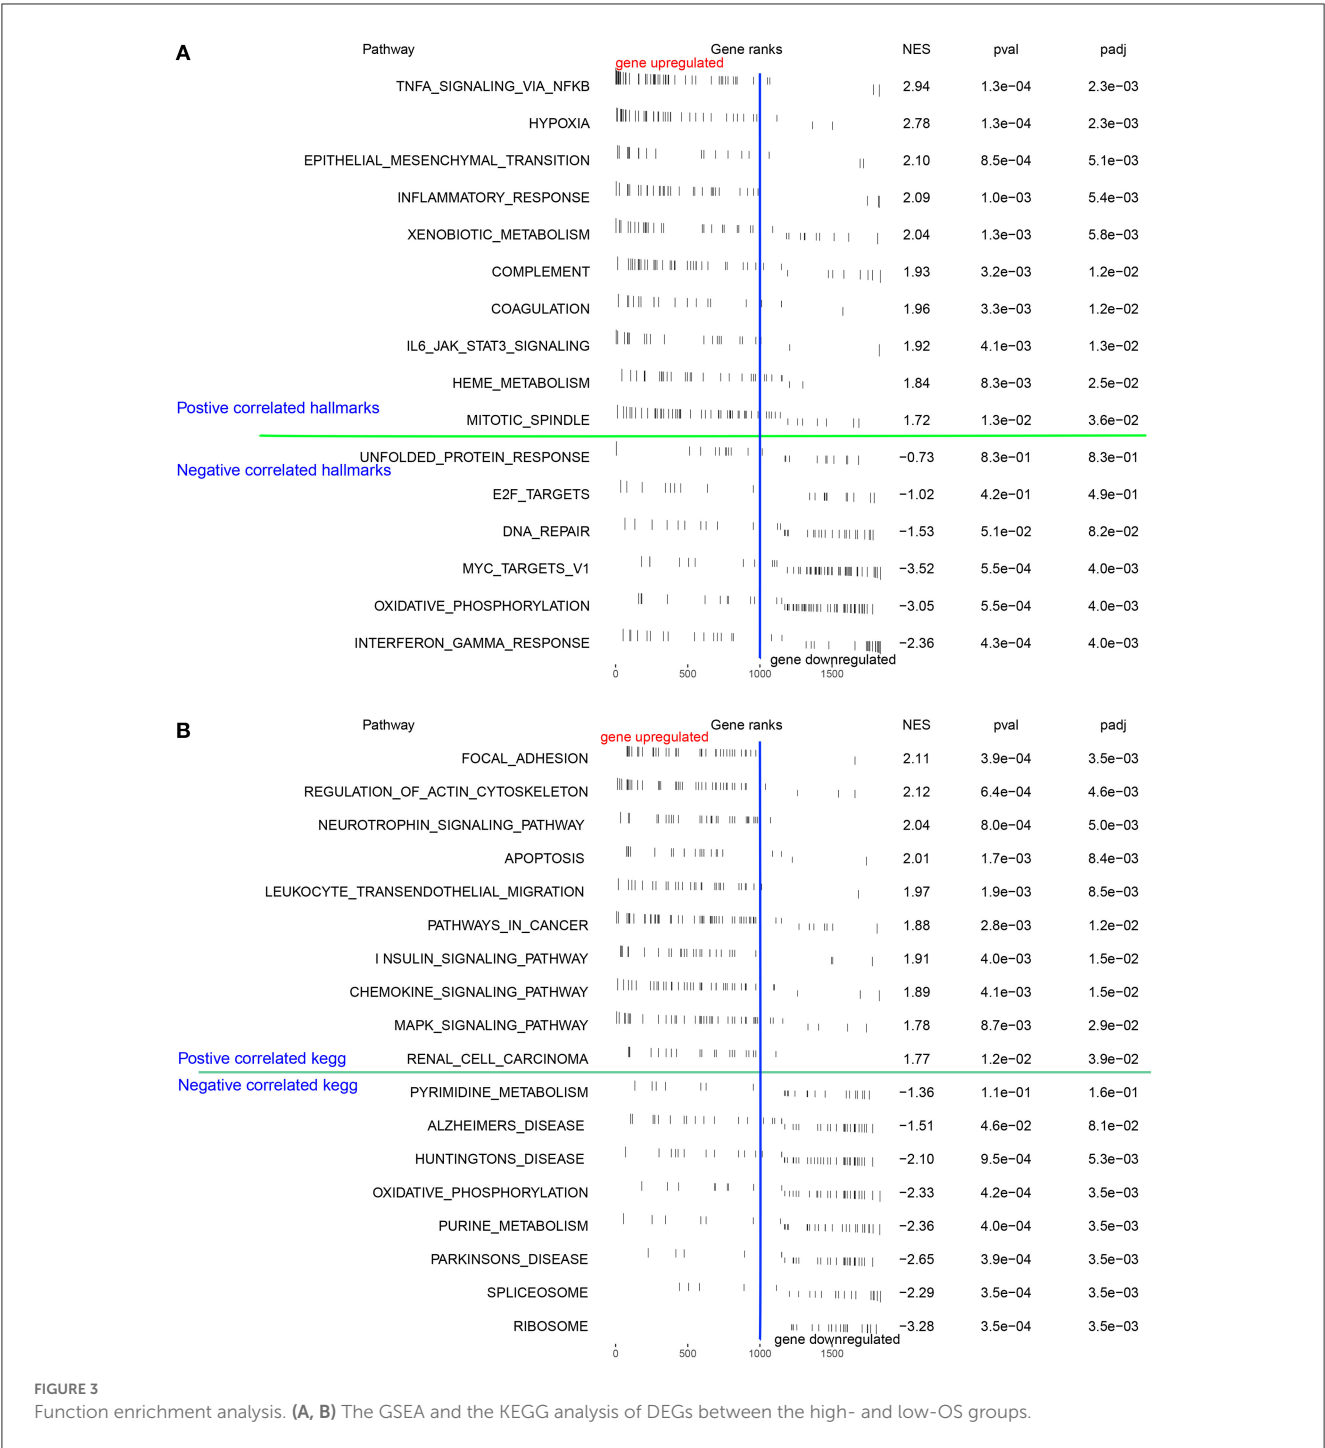 A Pathway Gene ranks NES pval padj
gene upregulated
TNFA_SIGNALING_VIA_NFKB 2.94 1.3e−04 2.3e−03
HYPOXIA 2.78 1.3e−04 2.3e−03
EPITHELIAL_MESENCHYMAL_TRANSITION 2.10 8.5e−04 5.1e−03
INFLAMMATORY_RESPONSE 2.09 1.0e−03 5.4e−03
XENOBIOTIC_METABOLISM 2.04 1.3e−03 5.8e−03
COMPLEMENT 1.93 3.2e−03 1.2e−02
COAGULATION 1.96 3.3e−03 1.2e−02
IL6_JAK_STAT3_SIGNALING 1.92 4.1e−03 1.3e−02
HEME_METABOLISM 1.84 8.3e−03 2.5e−02
Postive correlated hallmarks
MITOTIC_SPINDLE 1.72 1.3e−02 3.6e−02
UNFOLDED_PROTEIN_RESPONSE −0.73 8.3e−01 8.3e−01
Negative correlated hallmarks
E2F_TARGETS −1.02 4.2e−01 4.9e−01
DNA_REPAIR −1.53 5.1e−02 8.2e−02
MYC_TARGETS_V1 −3.52 5.5e−04 4.0e−03
OXIDATIVE_PHOSPHORYLATION −3.05 5.5e−04 4.0e−03
INTERFERON_GAMMA_RESPONSE −2.36 4.3e−04 4.0e−03
gene downregulated
0 500 1000 1500
B Pathway Gene ranks NES pval padj
gene upregulated
FOCAL_ADHESION 2.11 3.9e−04 3.5e−03
REGULATION_OF_ACTIN_CYTOSKELETON 2.12 6.4e−04 4.6e−03
NEUROTROPHIN_SIGNALING_PATHWAY 2.04 8.0e−04 5.0e−03
APOPTOSIS 2.01 1.7e−03 8.4e−03
LEUKOCYTE_TRANSENDOTHELIAL_MIGRATION 1.97 1.9e−03 8.5e−03
PATHWAYS_IN_CANCER 1.88 2.8e−03 1.2e−02
I NSULIN_SIGNALING_PATHWAY 1.91 4.0e−03 1.5e−02
CHEMOKINE_SIGNALING_PATHWAY 1.89 4.1e−03 1.5e−02
MAPK_SIGNALING_PATHWAY 1.78 8.7e−03 2.9e−02
Postive correlated kegg RENAL_CELL_CARCINOMA 1.77 1.2e−02 3.9e−02
Negative correlated kegg
PYRIMIDINE_METABOLISM −1.36 1.1e−01 1.6e−01
ALZHEIMERS_DISEASE −1.51 4.6e−02 8.1e−02
HUNTINGTONS_DISEASE −2.10 9.5e−04 5.3e−03
OXIDATIVE_PHOSPHORYLATION −2.33 4.2e−04 3.5e−03
PURINE_METABOLISM −2.36 4.0e−04 3.5e−03
PARKINSONS_DISEASE −2.65 3.9e−04 3.5e−03
SPLICEOSOME −2.29 3.5e−04 3.5e−03
RIBOSOME −3.28 3.5e−04 3.5e−03
gene downregulated
0 500 1000 1500
FIGURE 3
Function enrichment analysis. (A, B) The GSEA and the KEGG analysis of DEGs between the high- and low-OS groups.